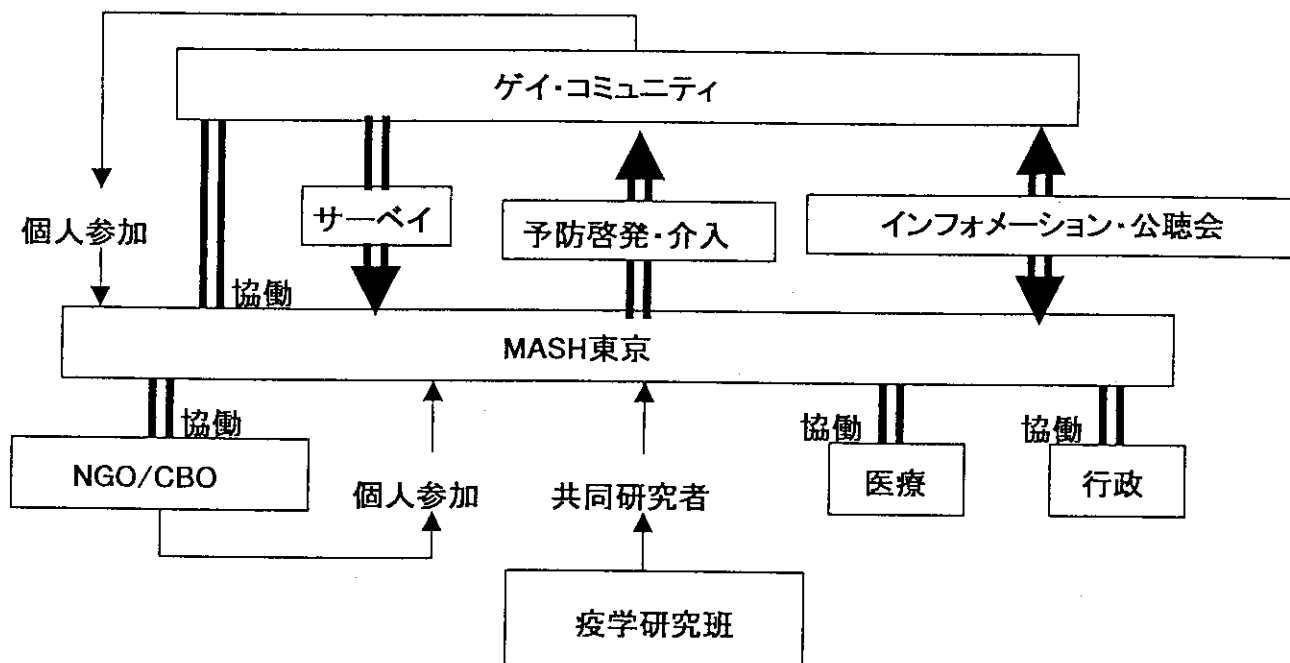 ゲイ・コミュニティ
個人参加
サーベイ
予防啓発・介入
インフォメーション・公聴会
協働
MASH東京
協働
協働
協働
NGO/CBO
個人参加
共同研究者
医療
行政
疫学研究班